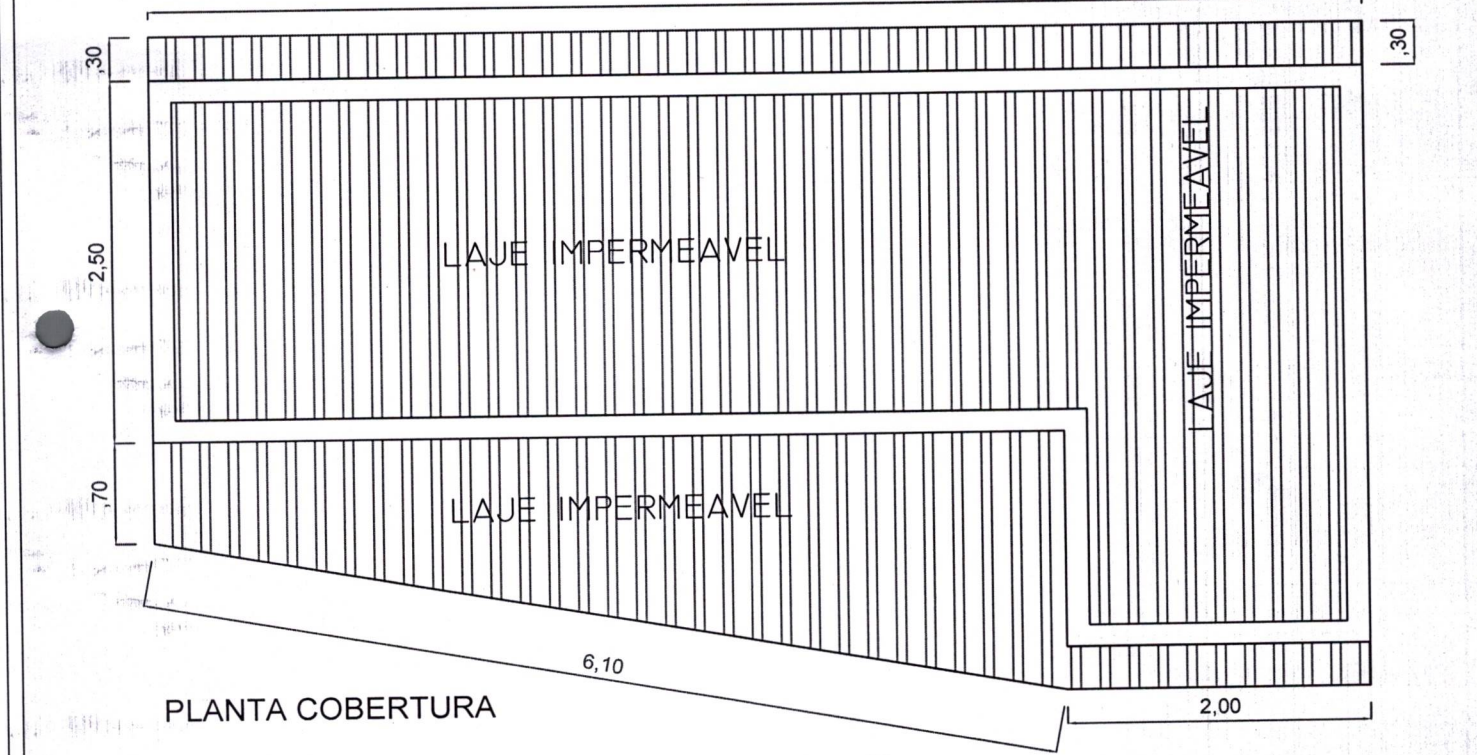 ,30
,30
2,50
LAJE IMPERMEAVEL
LAJE IMPERMEAVEL
,70
LAJE IMPERMEAVEL
6,10
2,00
PLANTA COBERTURA